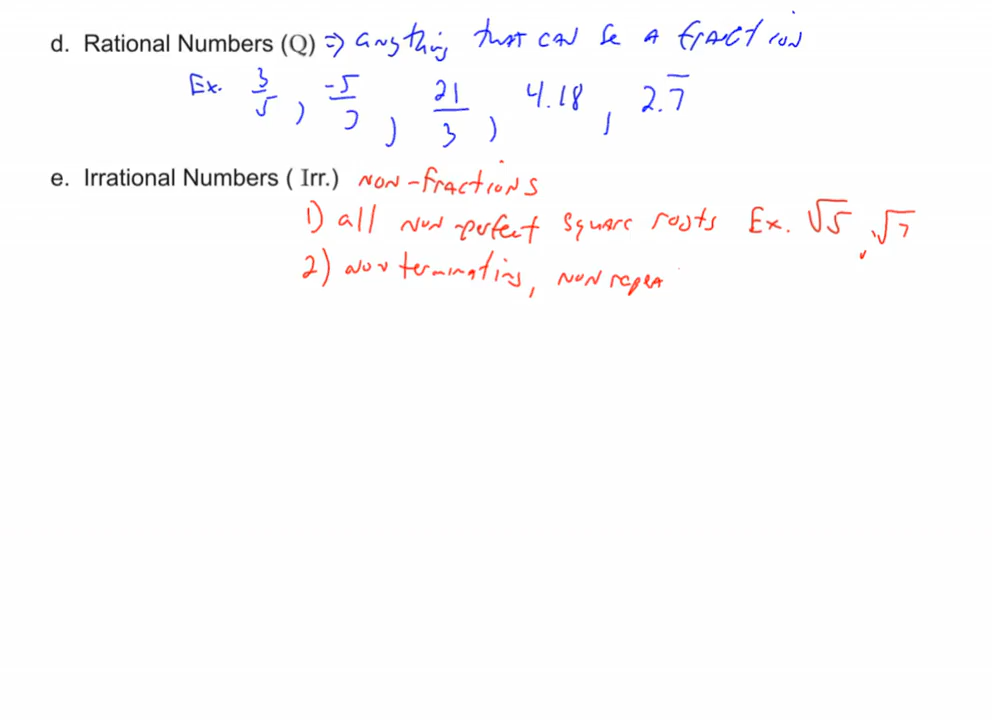 d. Rational Numbers (Q) ⇒ anything that can be a fraction
Ex. 3/5, -5/7, 21/3, 4.18, 2.7̅
e. Irrational Numbers ( Irr.) NON-fractions
1) all non-perfect square roots Ex. √5, √7
2) non terminating, NON repea